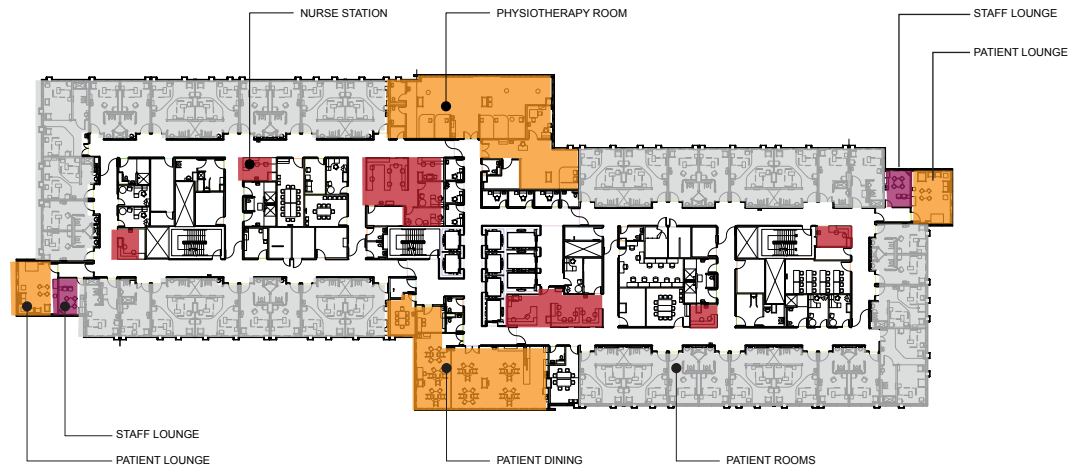 NURSE STATION
PHYSIOTHERAPY ROOM
STAFF LOUNGE
PATIENT LOUNGE
STAFF LOUNGE
PATIENT LOUNGE
PATIENT DINING
PATIENT ROOMS